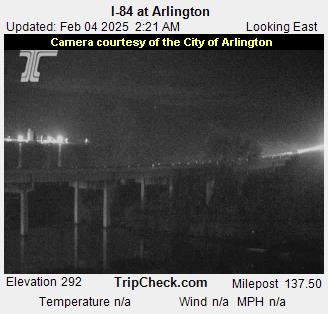 I-84 at Arlington
Updated: Feb 04 2025 2:21 AM Looking East
Camera courtesy of the City of Arlington
Elevation 292 TripCheck.com Milepost 137.50
Temperature n/a Wind n/a MPH n/a